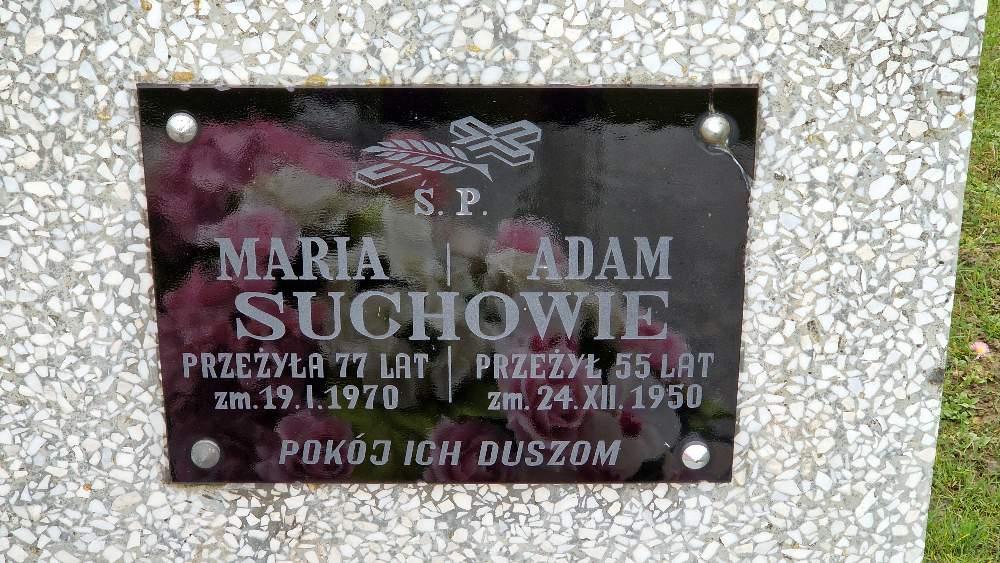 Ś. P.
MARIA | ADAM
SUCHOWIE
PRZEŻYŁA 77 LAT | PRZEŻYŁ 55 LAT
zm. 19. I. 1970 | zm. 24. XII. 1950
POKÓJ ICH DUSZOM